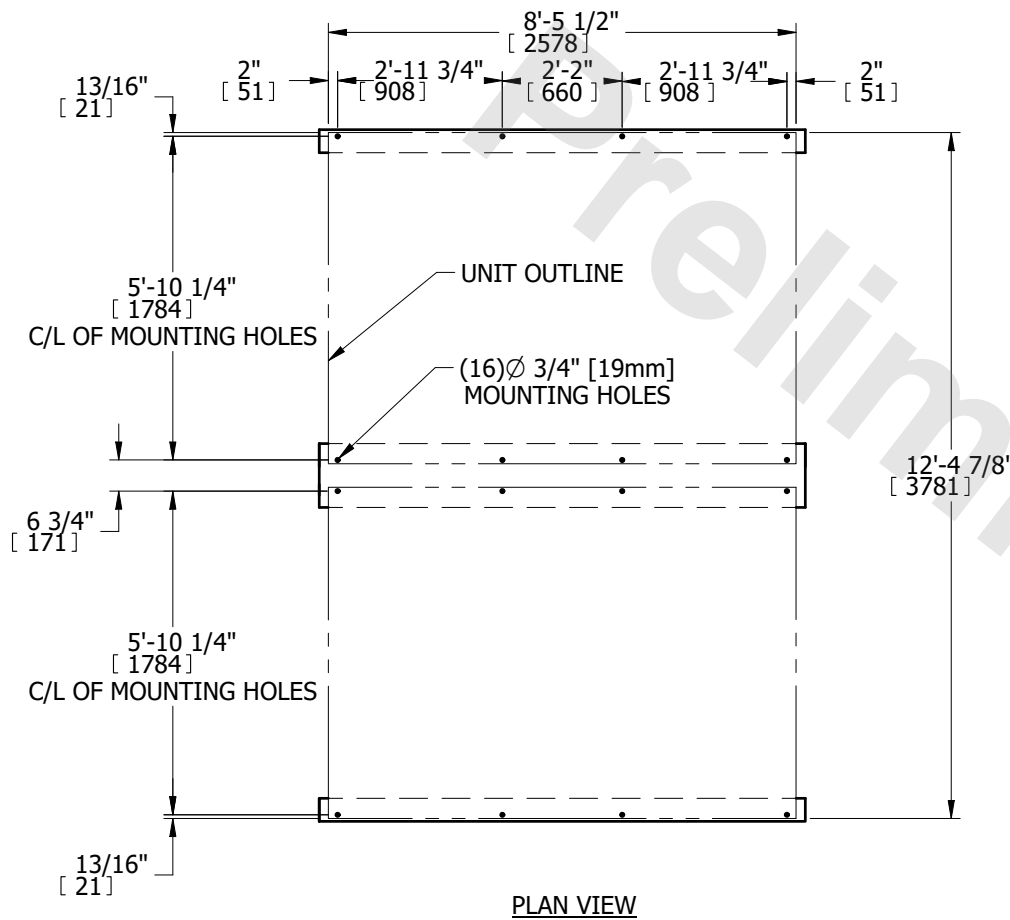 8'-5 1/2"
[ 2578 ]
2"
[ 51 ]
2'-11 3/4"
[ 908 ]
2'-2"
[ 660 ]
2'-11 3/4"
[ 908 ]
2"
[ 51 ]
13/16"
[ 21 ]
5'-10 1/4"
[ 1784 ]
C/L OF MOUNTING HOLES
UNIT OUTLINE
(16)Ø 3/4" [19mm]
MOUNTING HOLES
12'-4 7/8"
[ 3781 ]
6 3/4"
[ 171 ]
5'-10 1/4"
[ 1784 ]
C/L OF MOUNTING HOLES
13/16"
[ 21 ]
PLAN VIEW